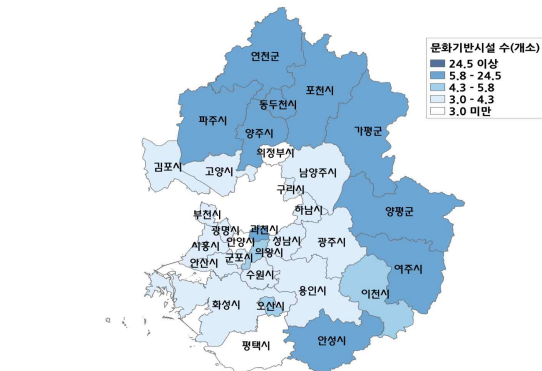 문화기반시설 수(개소)
24.5 이상
5.8 - 24.5
4.3 - 5.8
3.0 - 4.3
3.0 미만
연천군
포천시
동두천시
파주시
양주시
가평군
의정부시
김포시
고양시
남양주시
구리시
하남시
양평군
부천시
광명시
과천시
시흥시
안양시
성남시
광주시
의왕시
안산시
군포시
수원시
여주시
용인시
이천시
화성시
오산시
평택시
안성시